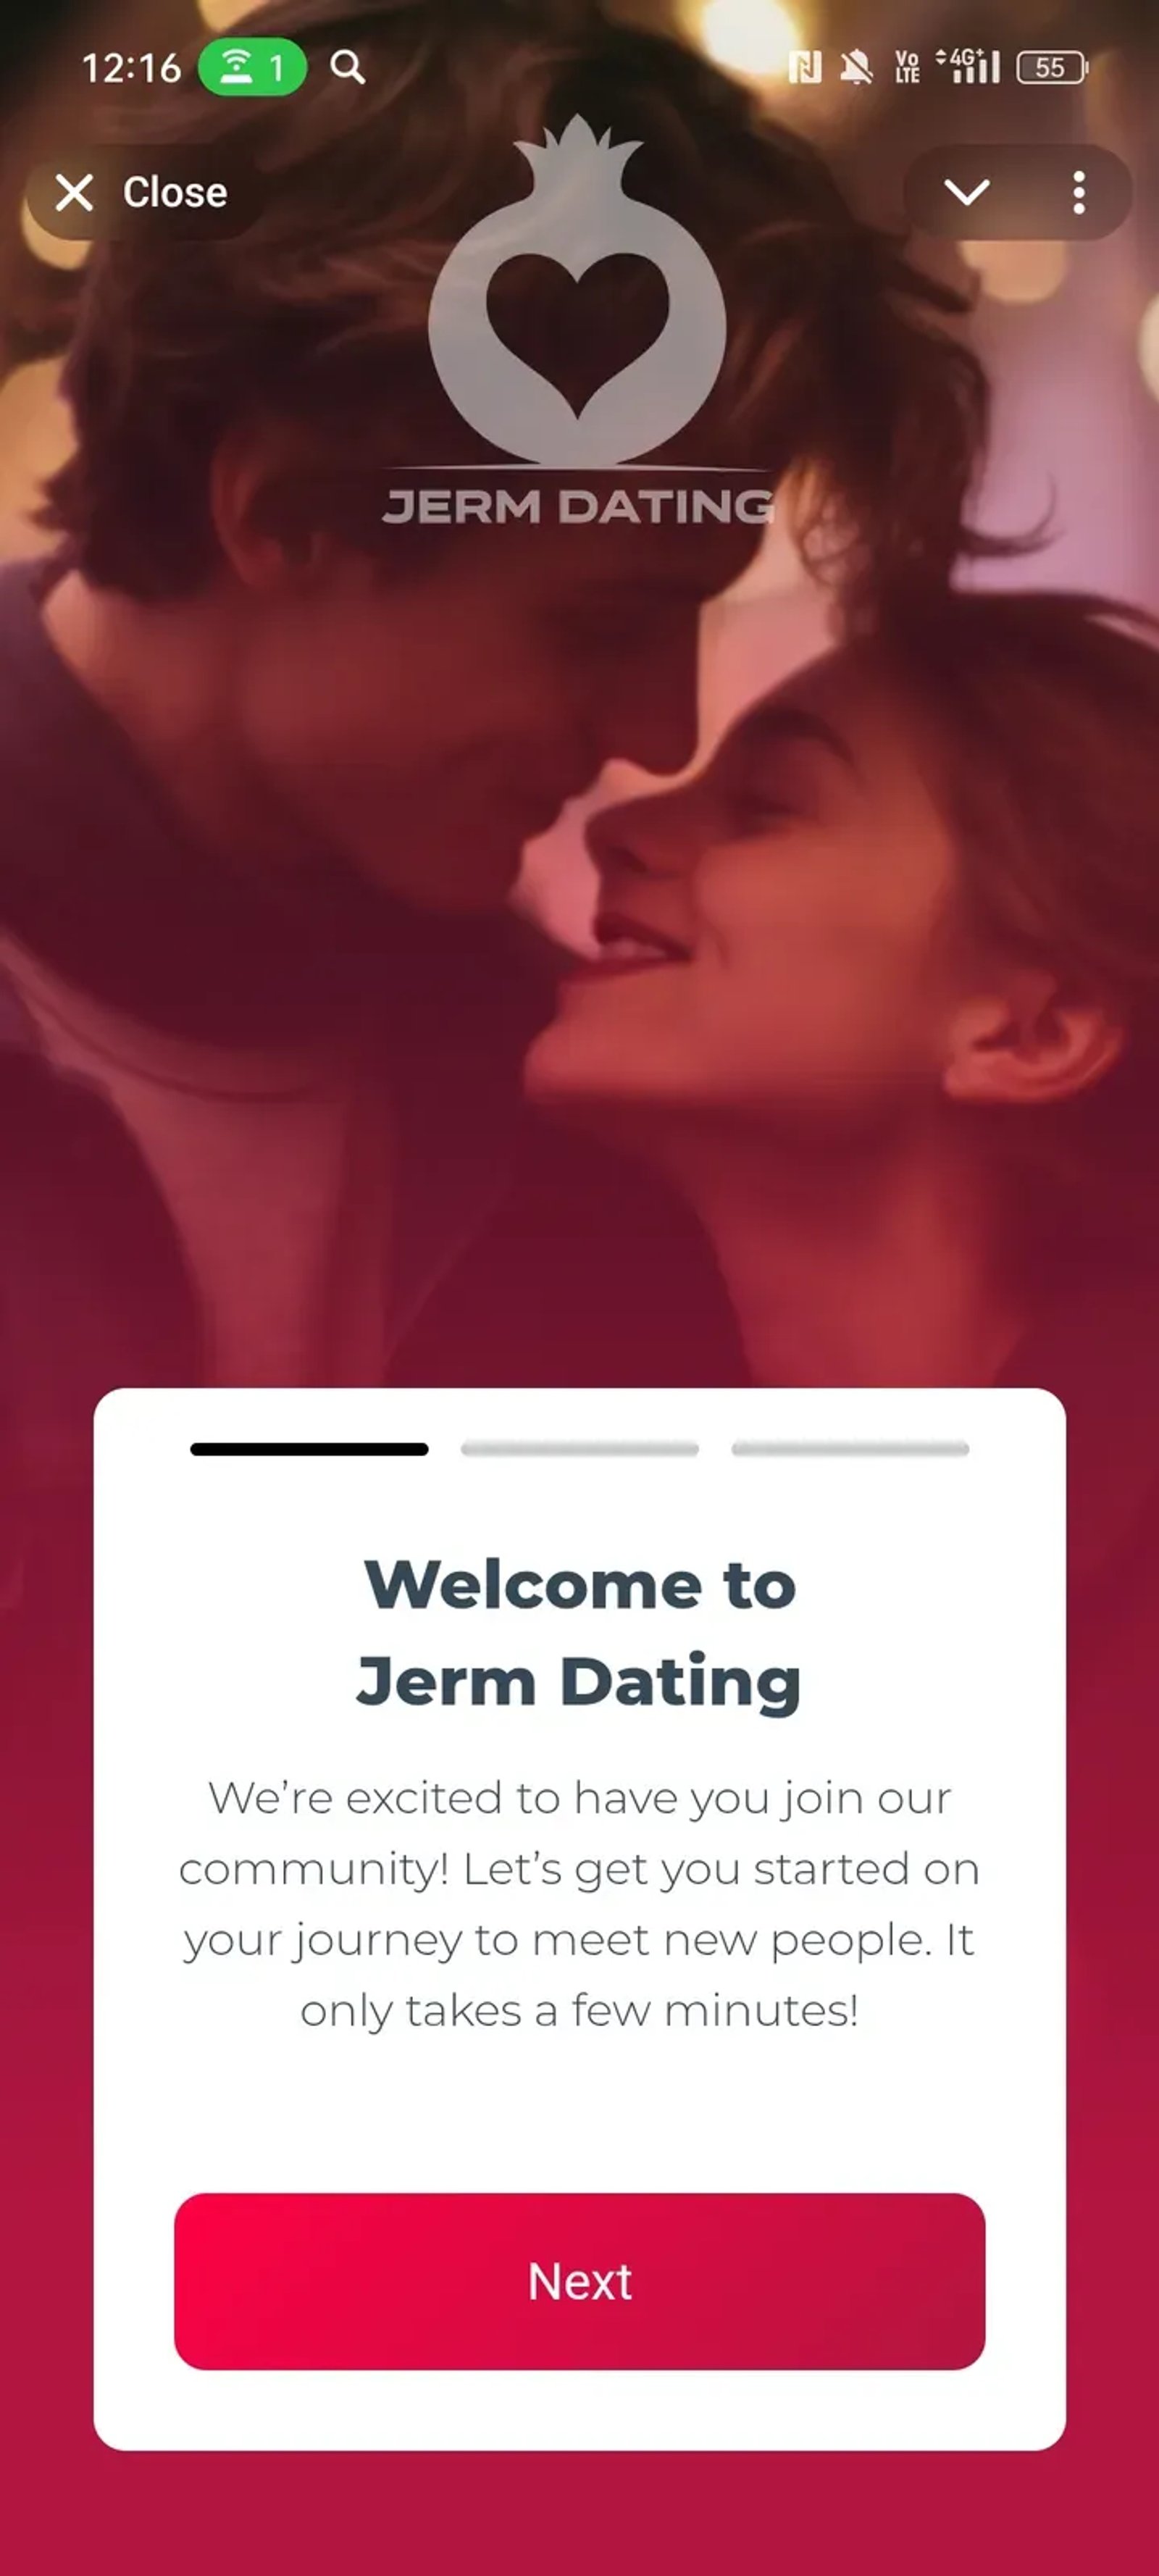 12:16 1 Vo LTE 4G+ 55
Close
JERM DATING
Welcome to
Jerm Dating
We’re excited to have you join our
community! Let’s get you started on
your journey to meet new people. It
only takes a few minutes!
Next